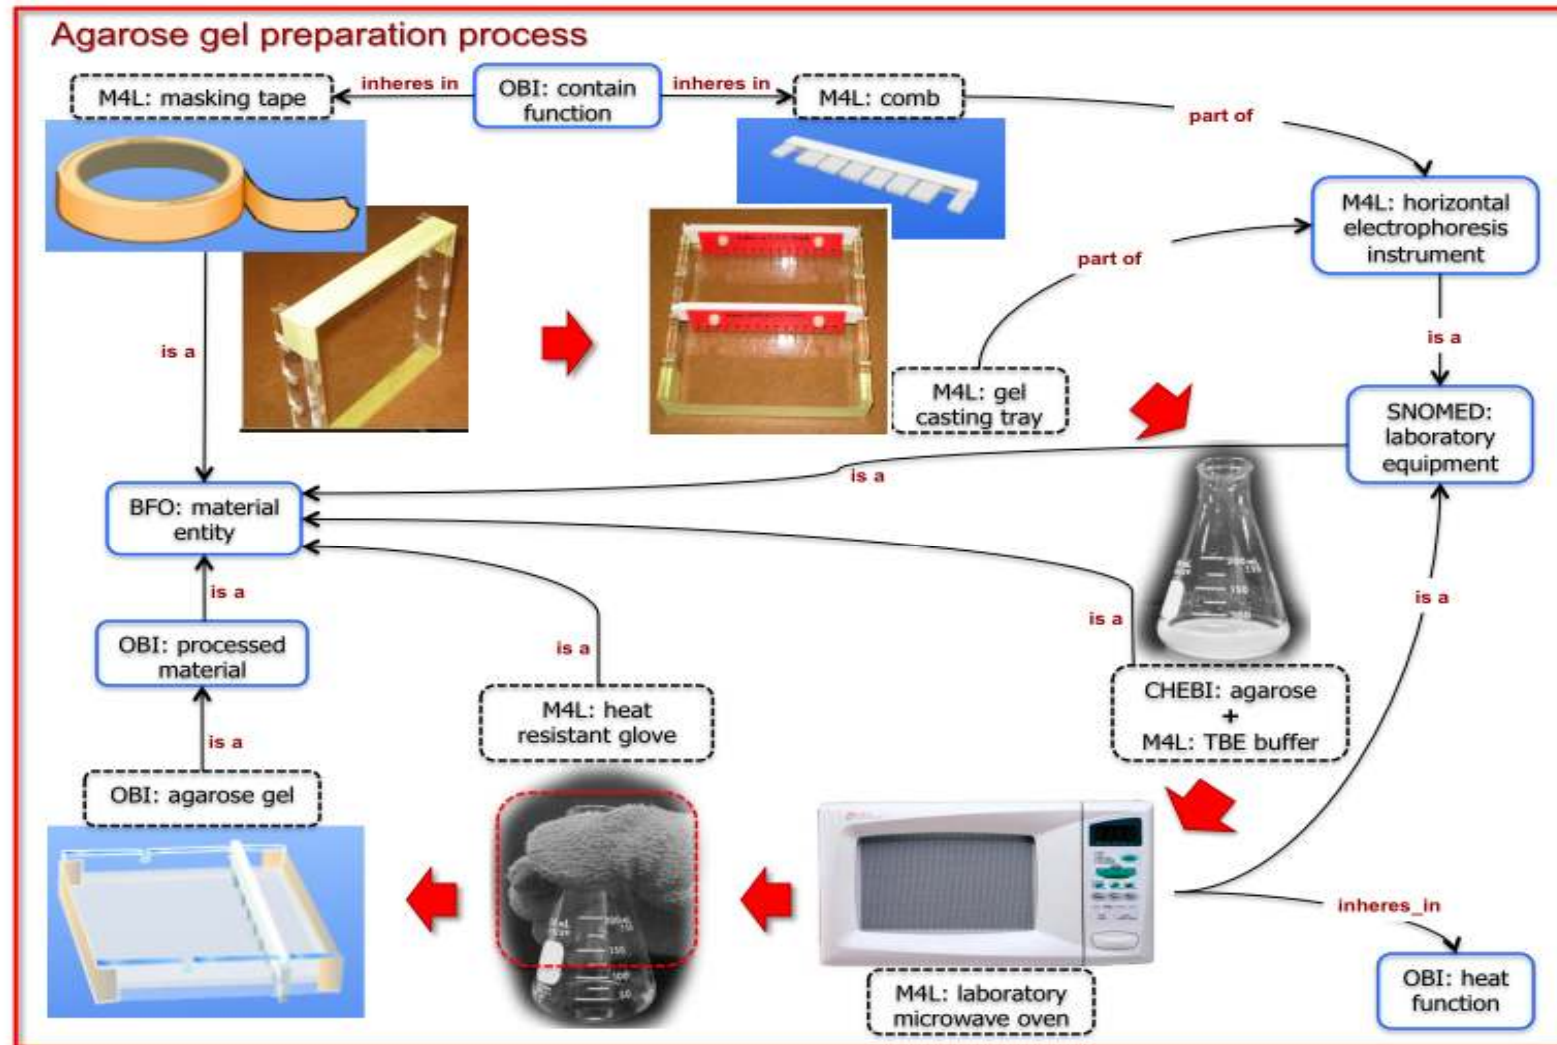 Agarose gel preparation process
M4L: masking tape
inheres in
OBI: contain
function
inheres in
M4L: comb
part of
M4L: horizontal
electrophoresis
instrument
part of
is a
is a
M4L: gel
casting tray
SNOMED:
laboratory
equipment
is a
BFO: material
entity
is a
OBI: processed
material
is a
is a
is a
M4L: heat
resistant glove
CHEBI: agarose
+
M4L: TBE buffer
is a
OBI: agarose gel
inheres_in
M4L: laboratory
microwave oven
OBI: heat
function